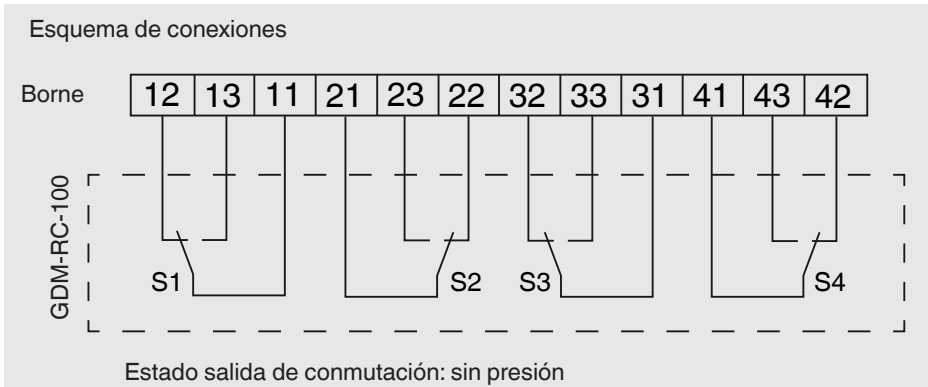 Esquema de conexiones
Borne 12 13 11 21 23 22 32 33 31 41 43 42
GDM-RC-100
S1 S2 S3 S4
Estado salida de conmutación: sin presión